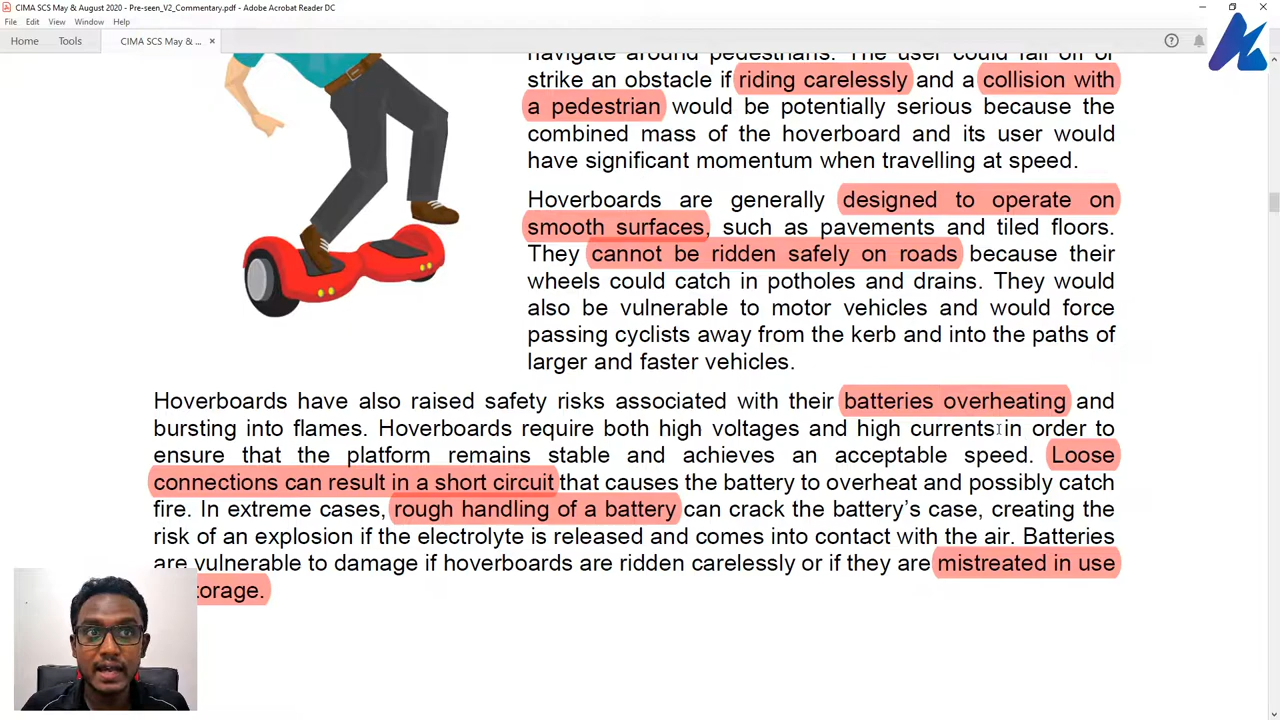 CIMA SCS May & August 2020 - Pre-seen_V2_Commentary.pdf - Adobe Acrobat Reader DC
File Edit View Window Help
Home Tools CIMA SCS May & ... ×
navigate around pedestrians. The user could fall off or
strike an obstacle if riding carelessly and a collision with
a pedestrian would be potentially serious because the
combined mass of the hoverboard and its user would
have significant momentum when travelling at speed.
Hoverboards are generally designed to operate on
smooth surfaces, such as pavements and tiled floors.
They cannot be ridden safely on roads because their
wheels could catch in potholes and drains. They would
also be vulnerable to motor vehicles and would force
passing cyclists away from the kerb and into the paths of
larger and faster vehicles.
Hoverboards have also raised safety risks associated with their batteries overheating and
bursting into flames. Hoverboards require both high voltages and high currents in order to
ensure that the platform remains stable and achieves an acceptable speed. Loose
connections can result in a short circuit that causes the battery to overheat and possibly catch
fire. In extreme cases, rough handling of a battery can crack the battery's case, creating the
risk of an explosion if the electrolyte is released and comes into contact with the air. Batteries
are vulnerable to damage if hoverboards are ridden carelessly or if they are mistreated in use
torage.